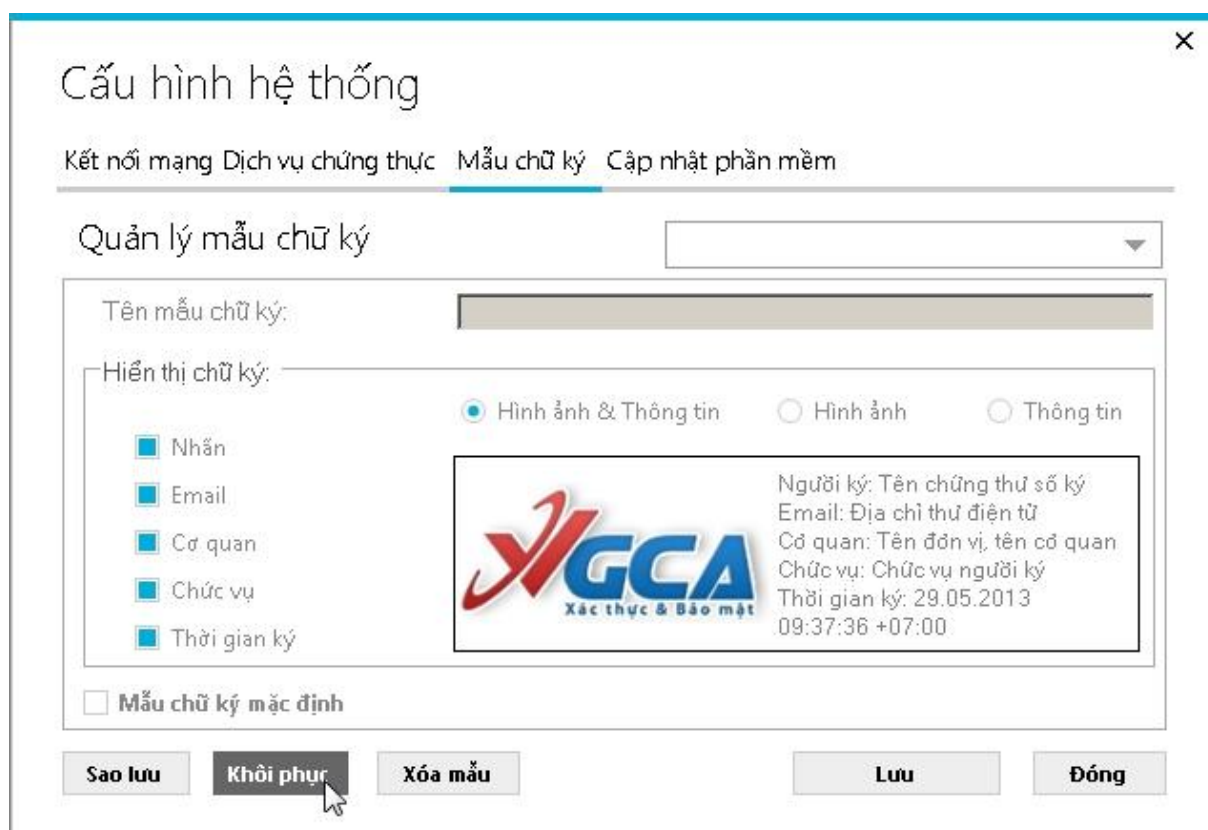 Cấu hình hệ thống
Kết nối mạng Dịch vụ chứng thực Mẫu chữ ký Cập nhật phần mềm
Quản lý mẫu chữ ký
Tên mẫu chữ ký:
Hiển thị chữ ký:
Hình ảnh & Thông tin Hình ảnh Thông tin
Nhãn
Email
Cơ quan
Chức vụ
Thời gian ký
GCA
Xác thực & Bảo mật
Người ký: Tên chứng thư số ký
Email: Địa chỉ thư điện tử
Cơ quan: Tên đơn vị, tên cơ quan
Chức vụ: Chức vụ người ký
Thời gian ký: 29.05.2013
09:37:36 +07:00
Mẫu chữ ký mặc định
Sao lưu Khôi phục Xóa mẫu Lưu Đóng